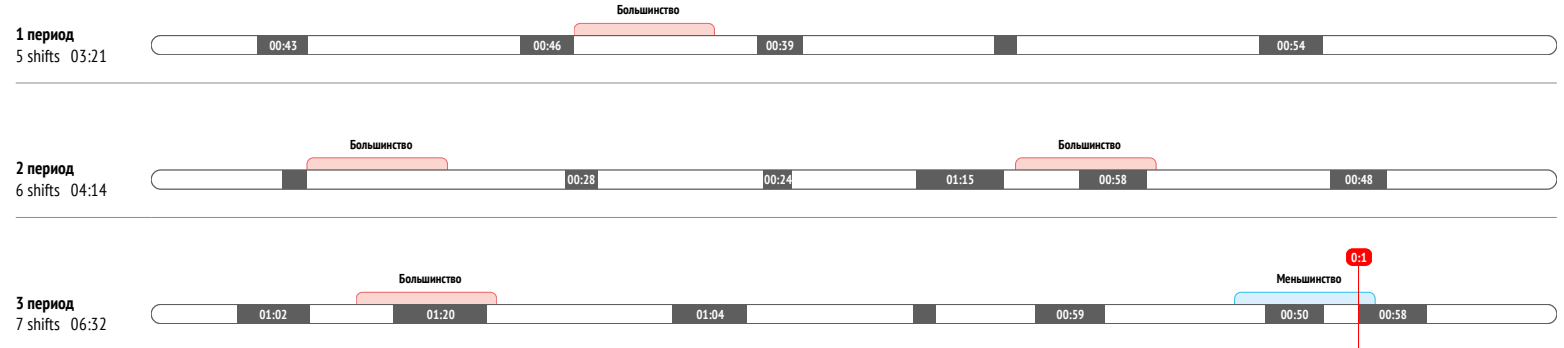 Большинство
1 период
5 shifts 03:21
00:43 00:46 00:39 00:54
Большинство Большинство
2 период
6 shifts 04:14
00:28 00:24 01:15 00:58 00:48
0:1
Большинство Меньшинство
3 период
7 shifts 06:32
01:02 01:20 01:04 00:59 00:50 00:58